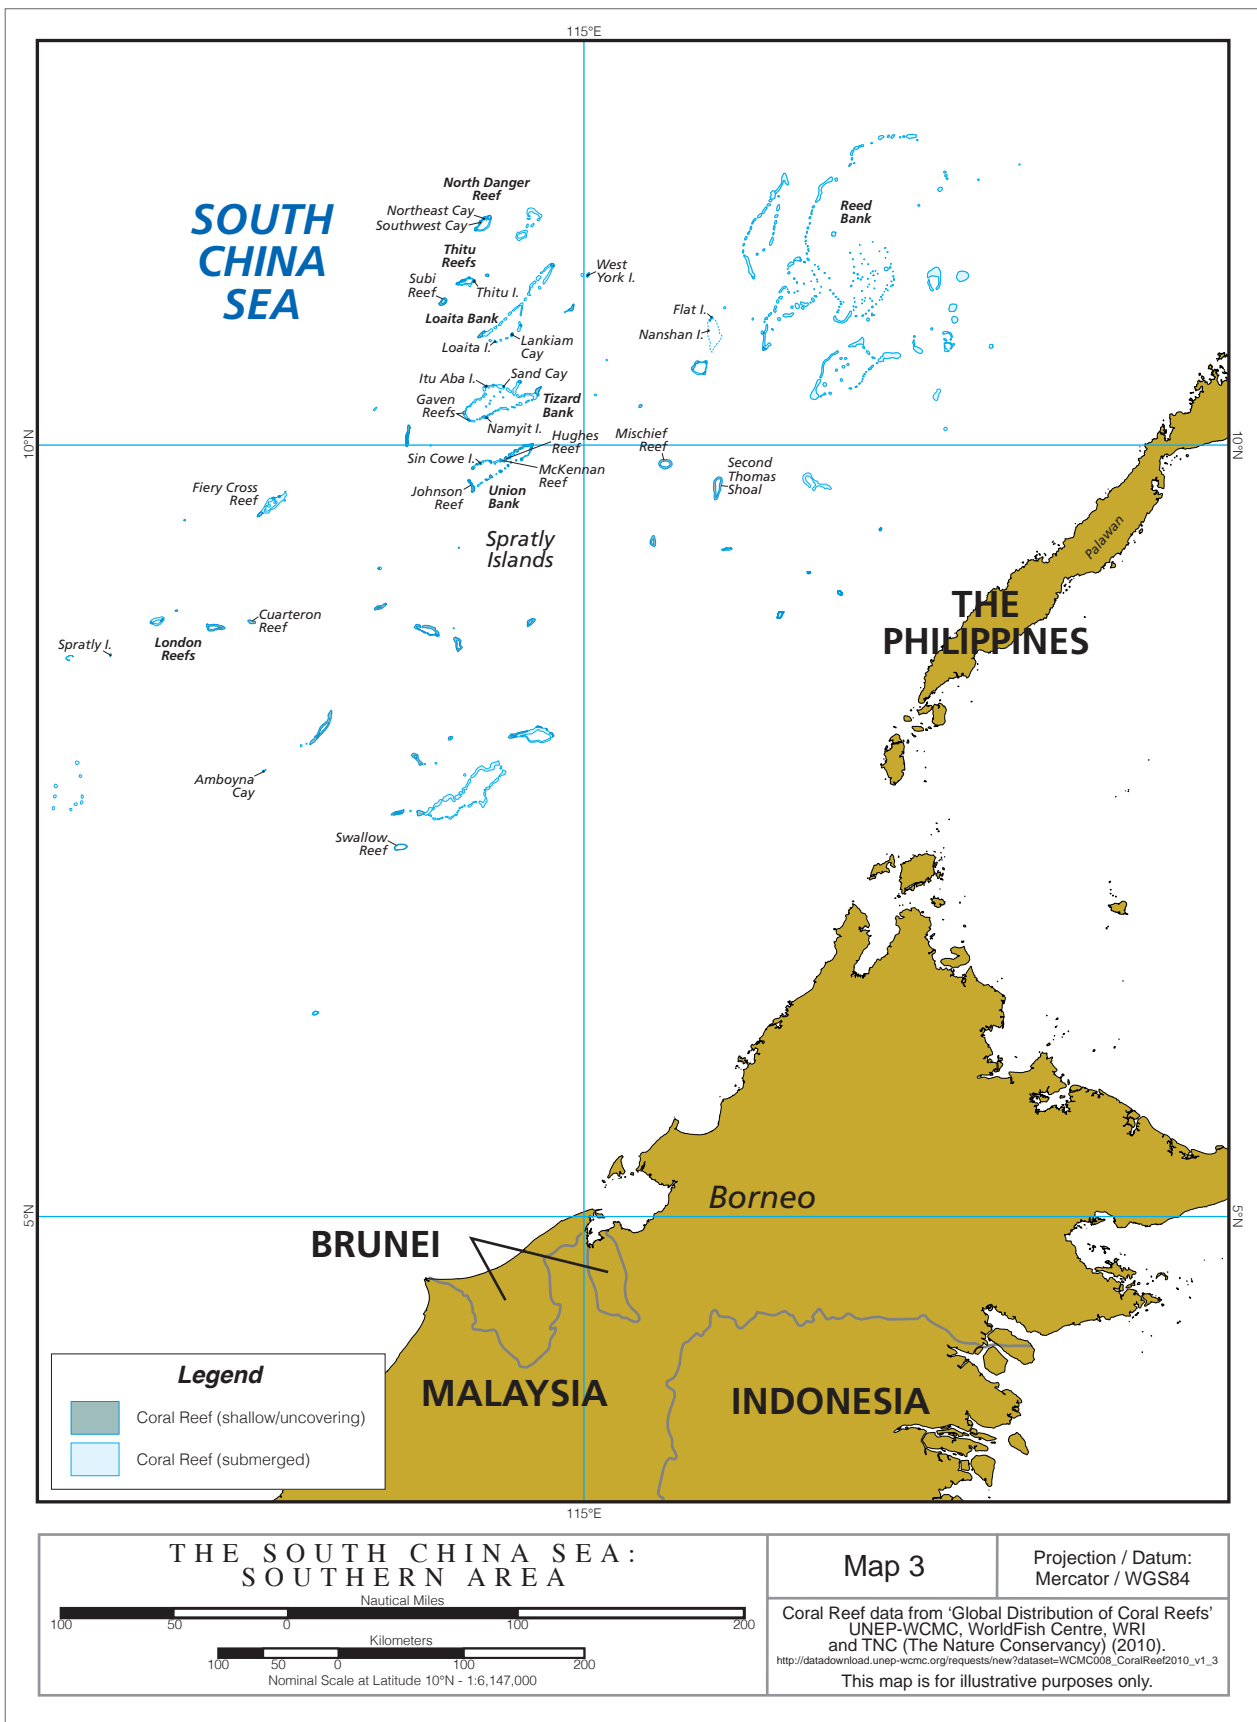 115°E
SOUTH
CHINA
SEA
North Danger
Reef
Northeast Cay
Southwest Cay
Thitu
Reefs
Subi
Reef
Thitu I.
West
York I.
Reed
Bank
Loaita Bank
Loaita I.
Lankiam
Cay
Flat I.
Nanshan I.
Itu Aba I.
Sand Cay
Gaven
Reefs
Tizard
Bank
Namyit I.
10°N
10°N
Hughes
Reef
Mischief
Reef
Sin Cowe I.
McKennan
Reef
Second
Thomas
Shoal
Johnson
Reef
Union
Bank
Fiery Cross
Reef
Spratly
Islands
Palawan
THE
PHILIPPINES
Cuarteron
Reef
Spratly I.
London
Reefs
Amboyna
Cay
Swallow
Reef
Borneo
5°N
5°N
BRUNEI
MALAYSIA
INDONESIA
Legend
Coral Reef (shallow/uncovering)
Coral Reef (submerged)
115°E
THE SOUTH CHINA SEA:
SOUTHERN AREA
Nautical Miles
100 50 0 100 200
Kilometers
100 50 0 100 200
Nominal Scale at Latitude 10°N - 1:6,147,000
Map 3
Projection / Datum:
Mercator / WGS84
Coral Reef data from ‘Global Distribution of Coral Reefs’
UNEP-WCMC, WorldFish Centre, WRI
and TNC (The Nature Conservancy) (2010).
http://datadownload.unep-wcmc.org/requests/new?dataset=WCMC008_CoralReef2010_v1_3
This map is for illustrative purposes only.